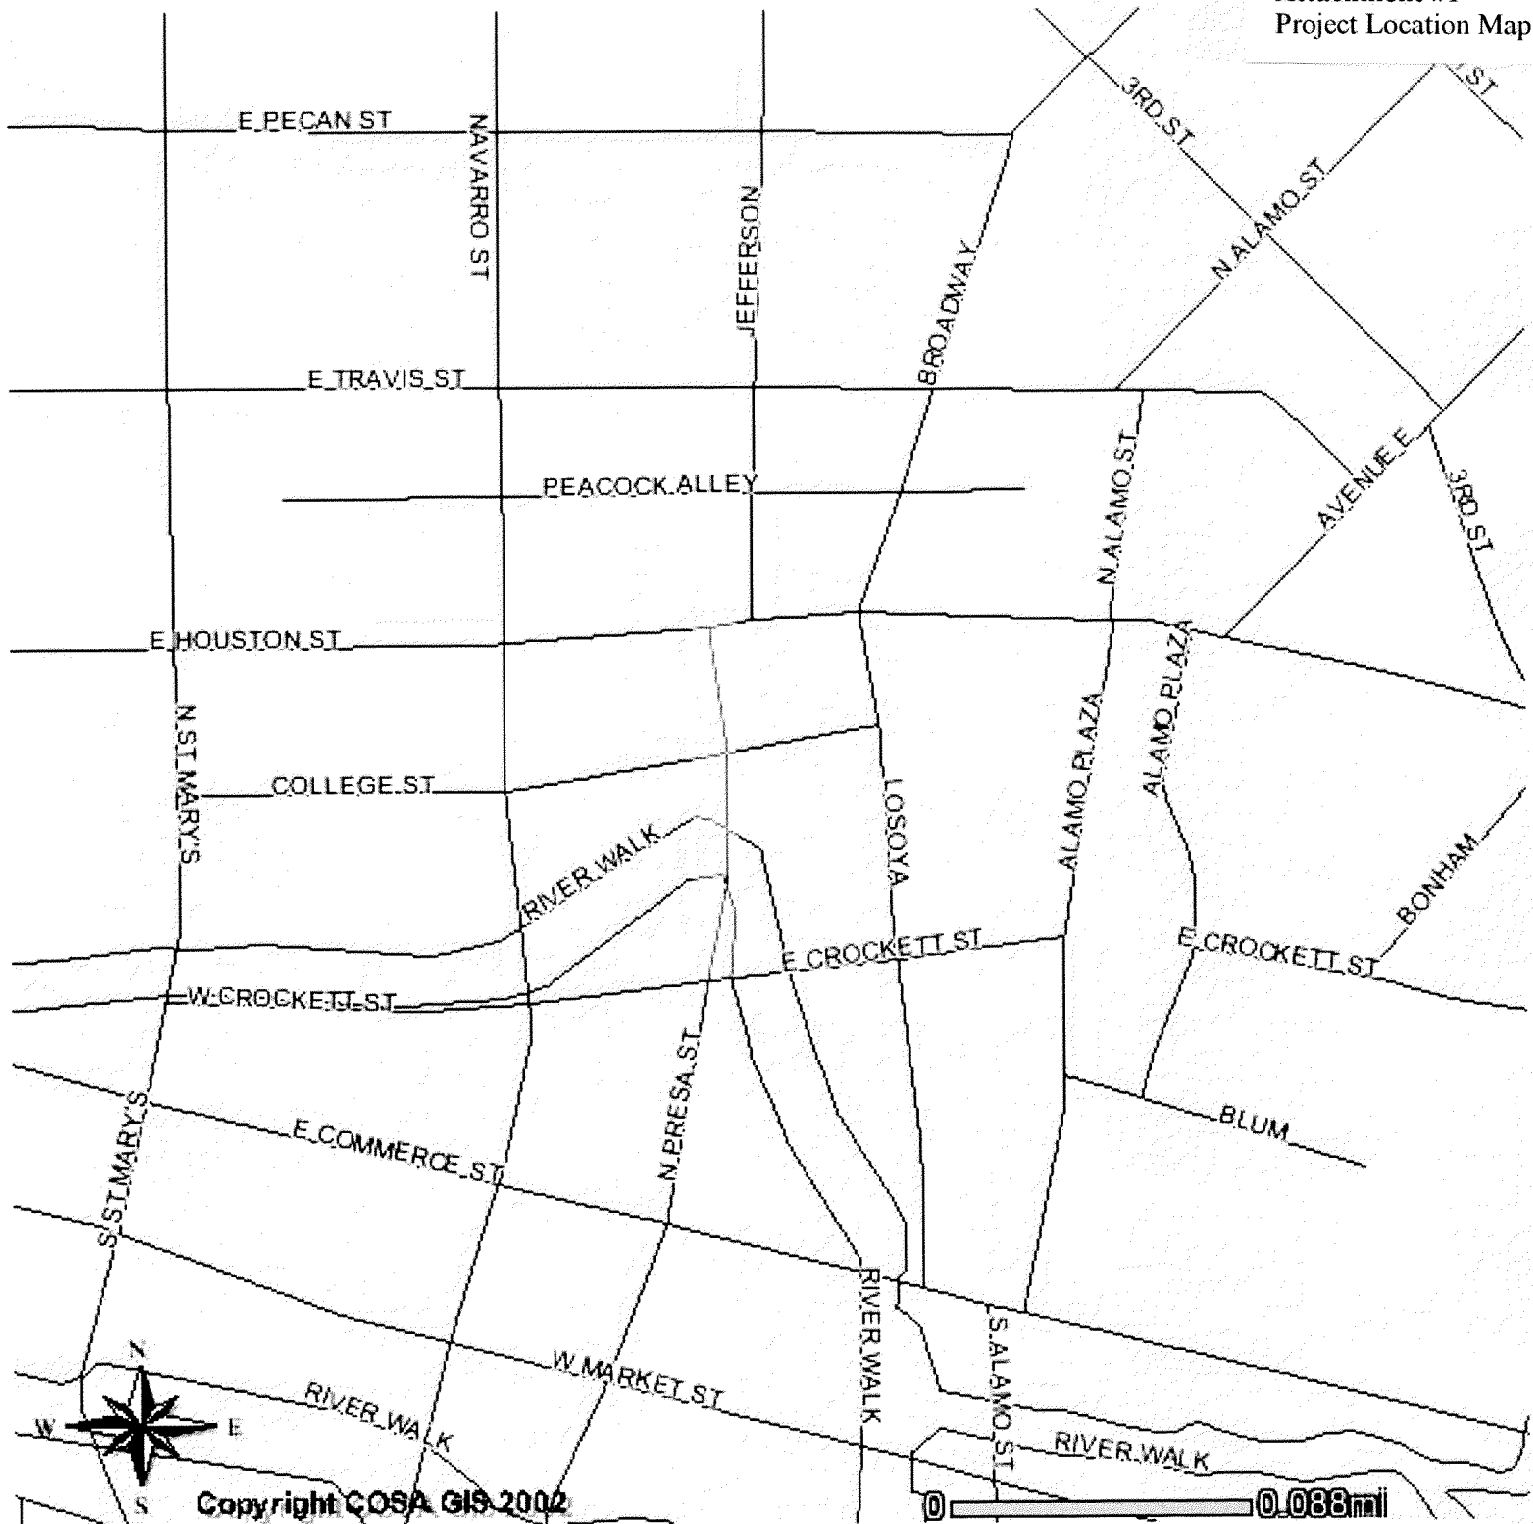 Project Location Map
E PECAN ST
NAVARRO ST
JEFFERSON
BROADWAY
3RD ST
N ALAMO ST
ST
E TRAVIS ST
PEACOCK ALLEY
N ALAMO ST
AVENUE E
3RD ST
E HOUSTON ST
N ST MARY'S
COLLEGE ST
RIVER WALK
LOSOYA
ALAMO PLAZA
ALAMO PLAZA
BONHAM
E CROCKETT ST
E CROCKETT ST
W CROCKETT ST
N PRESA ST
S ST MARY'S
E COMMERCE ST
BLUM
RIVER WALK
S ALAMO ST
W MARKET ST
RIVER WALK
RIVER WALK
N
W E
S
Copyright COSA GIS 2002
0 0.088mi